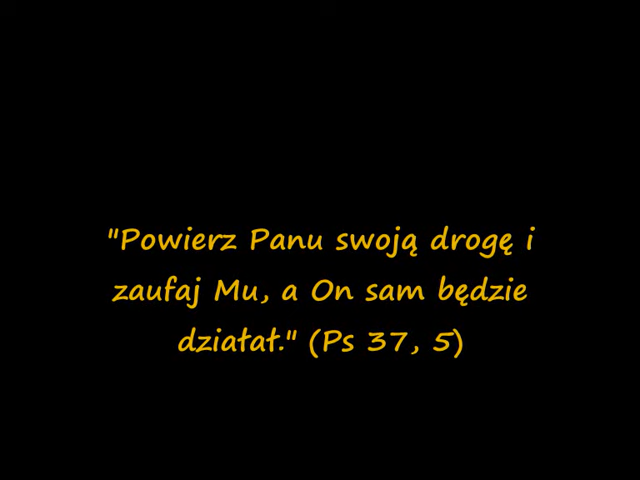 "Powierz Panu swoją drogę i
zaufaj Mu, a On sam będzie
działał." (Ps 37, 5)